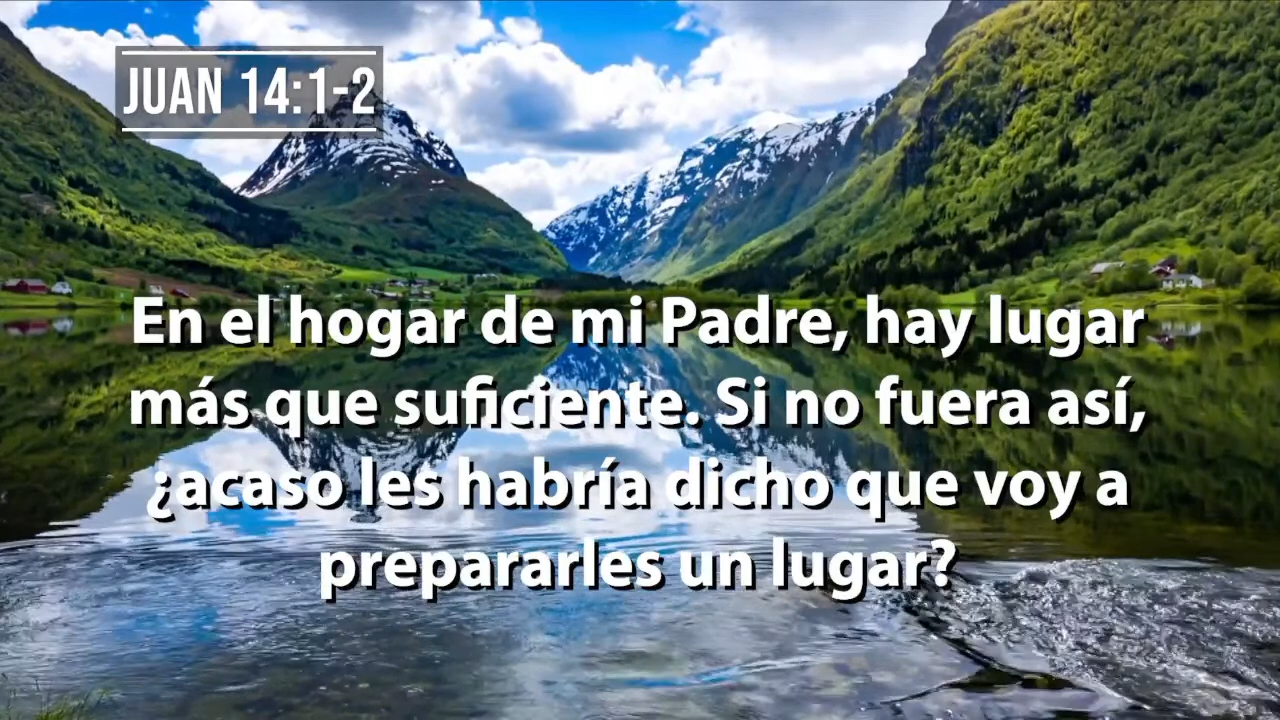 JUAN 14:1-2
En el hogar de mi Padre, hay lugar
más que suficiente. Si no fuera así,
¿acaso les habría dicho que voy a
prepararles un lugar?